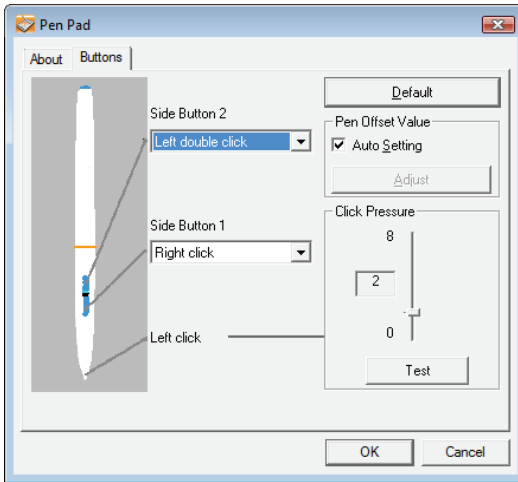 Pen Pad
About
Buttons
Side Button 2
Left double click
Side Button 1
Right click
Left click
Default
Pen Offset Value
Auto Setting
Adjust
Click Pressure
8
2
0
Test
OK
Cancel